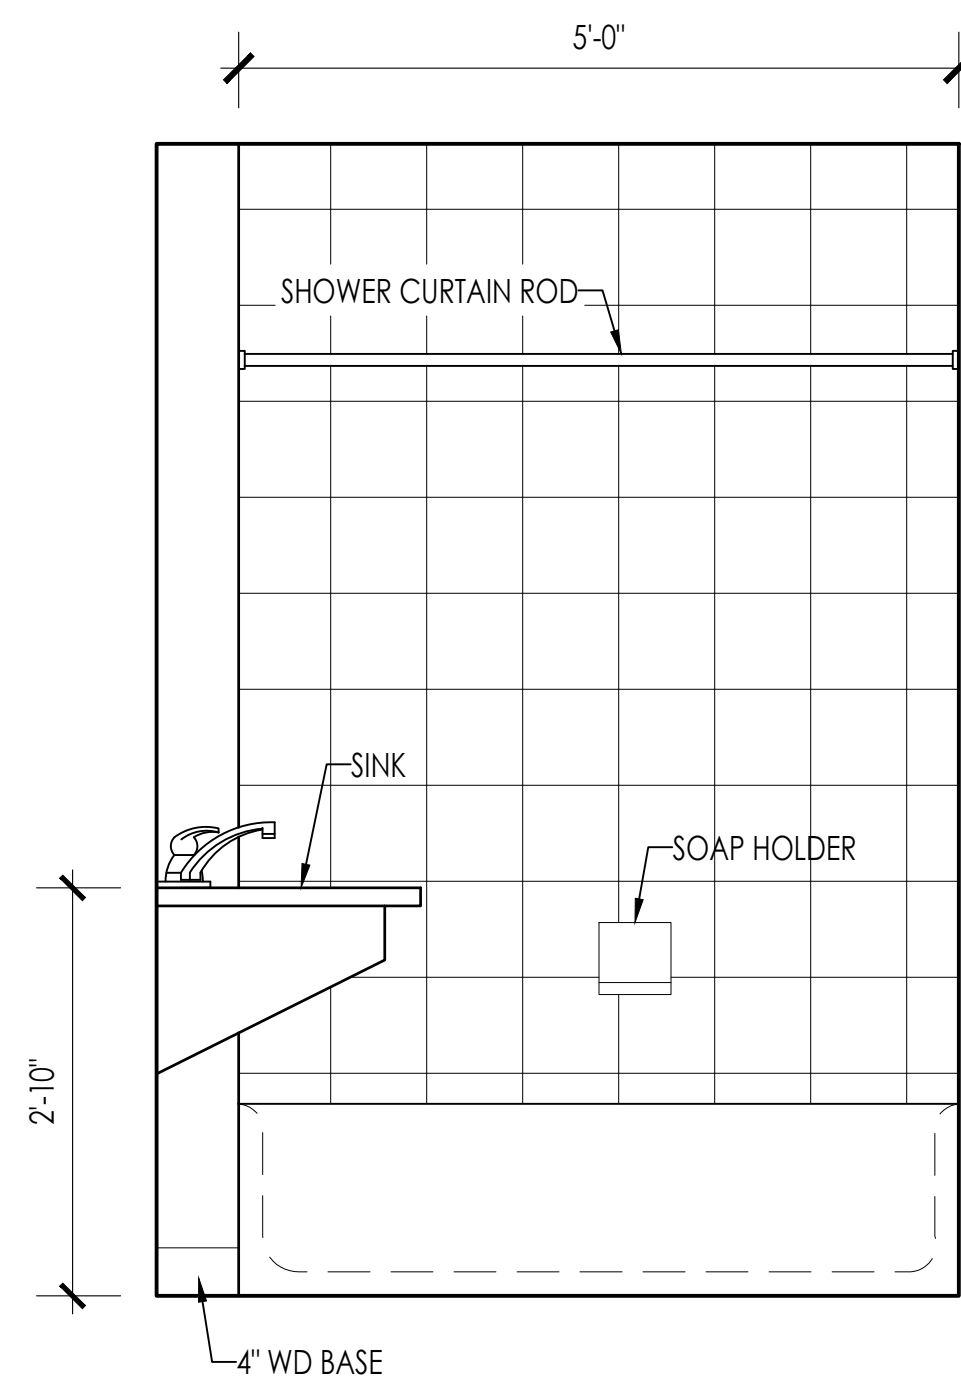 5'-0"
SHOWER CURTAIN ROD
SINK
SOAP HOLDER
2'-10"
4" WD BASE